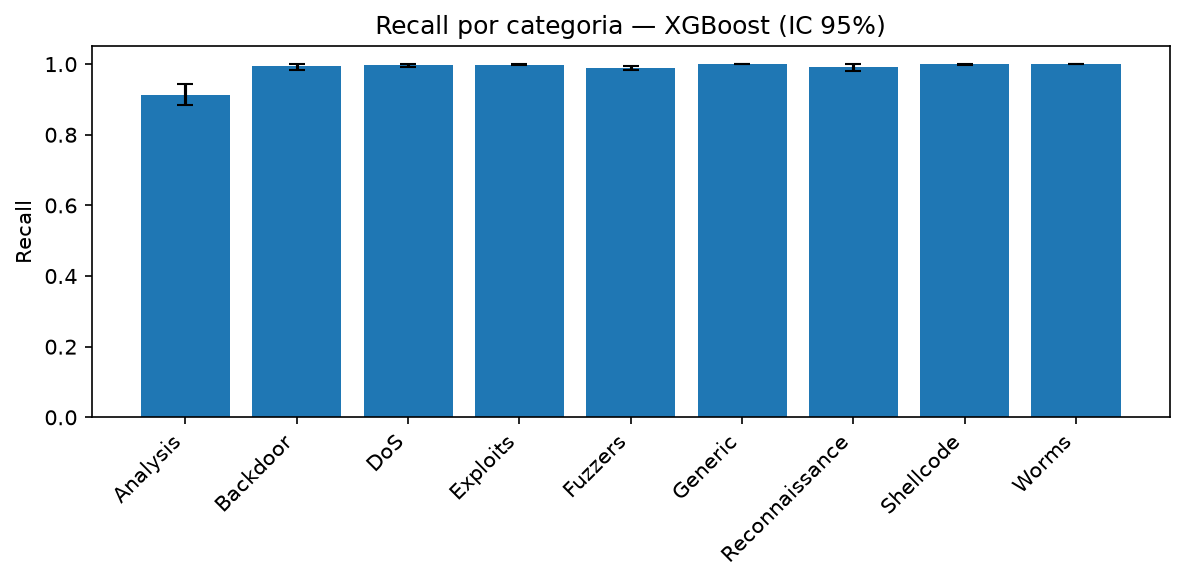 Recall por categoria — XGBoost (IC 95%)
Recall
1.0
0.8
0.6
0.4
0.2
0.0
Analysis
Backdoor
DoS
Exploits
Fuzzers
Generic
Reconnaissance
Shellcode
Worms